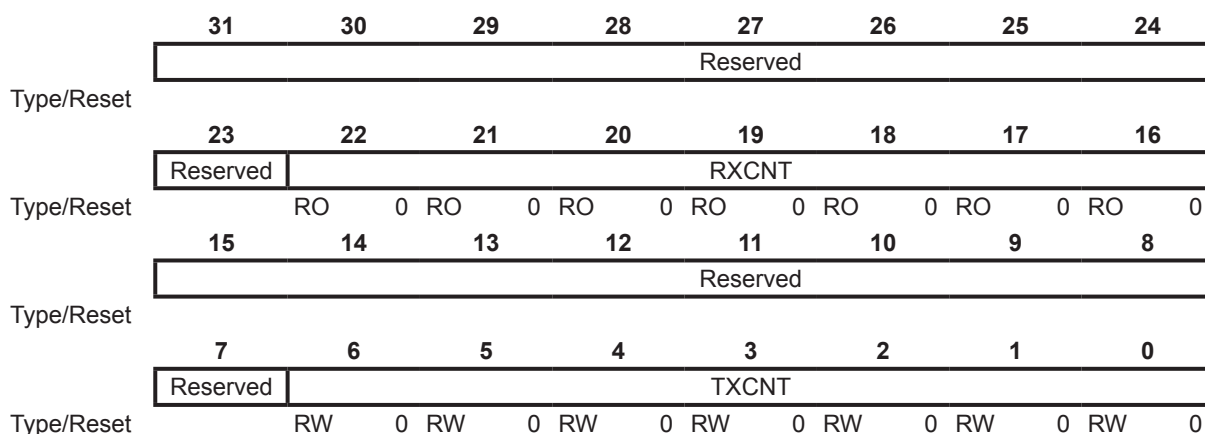 31 30 29 28 27 26 25 24
Reserved
Type/Reset
23 22 21 20 19 18 17 16
Reserved RXCNT
Type/Reset RO 0 RO 0 RO 0 RO 0 RO 0 RO 0 RO 0
15 14 13 12 11 10 9 8
Reserved
Type/Reset
7 6 5 4 3 2 1 0
Reserved TXCNT
Type/Reset RW 0 RW 0 RW 0 RW 0 RW 0 RW 0 RW 0